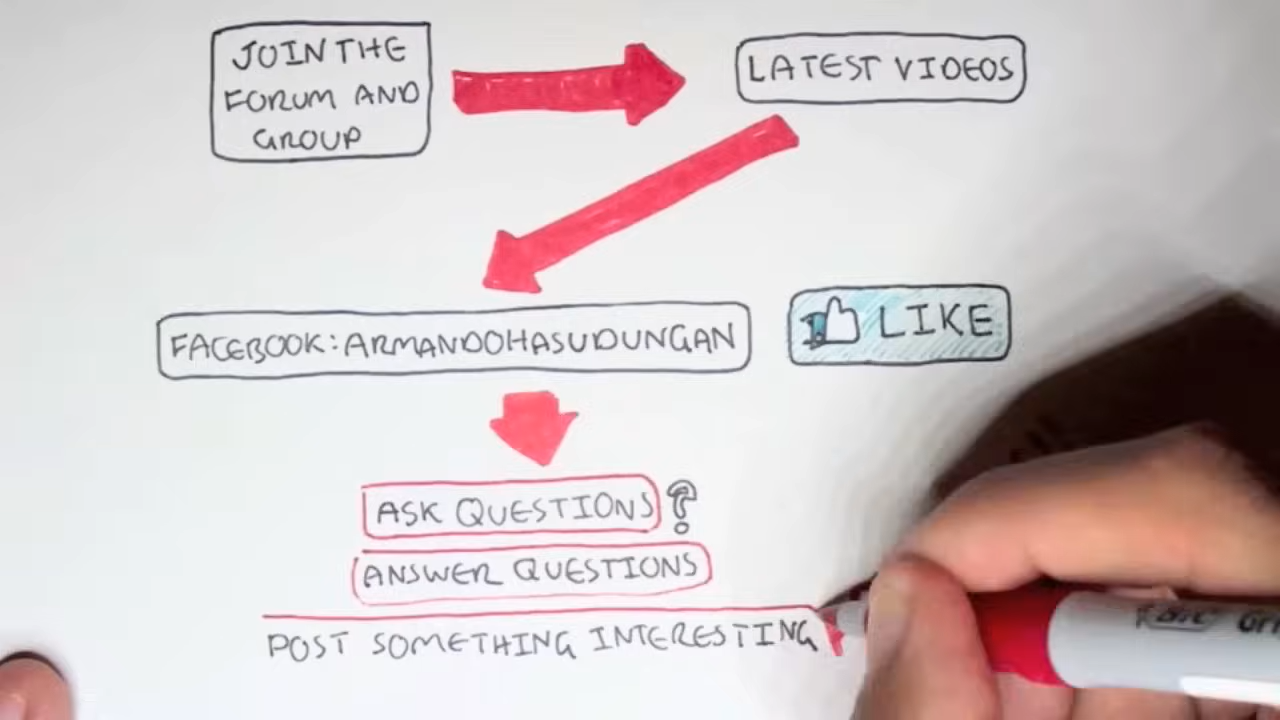 JOIN THE
FORUM AND
GROUP
LATEST VIDEOS
FACEBOOK: ARMANDOHASUDUNGAN
LIKE
ASK QUESTIONS ?
ANSWER QUESTIONS
POST SOMETHING INTERESTING